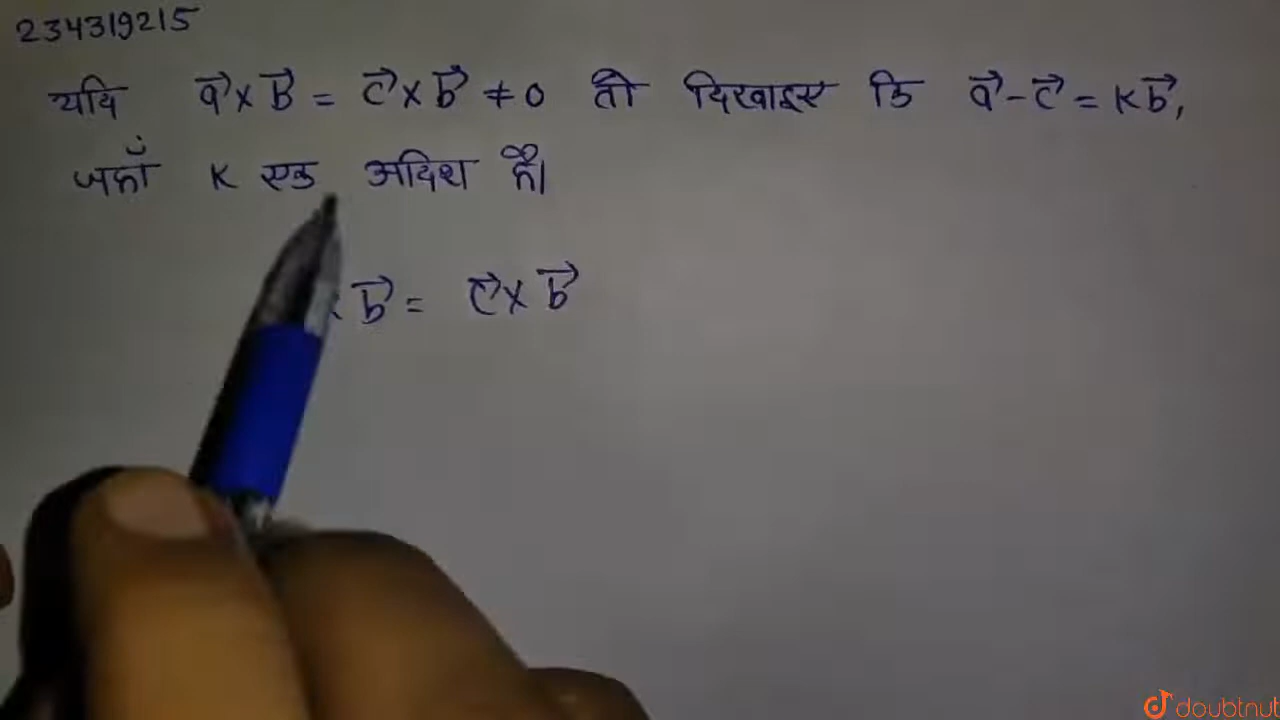 234319215
यदि a⃗ × b⃗ = c⃗ × b⃗ ≠ 0 तो दिखाइए कि a⃗ - c⃗ = K b⃗,
जहाँ K एक अदिश है।
b⃗ = c⃗ × b⃗
doubtnut